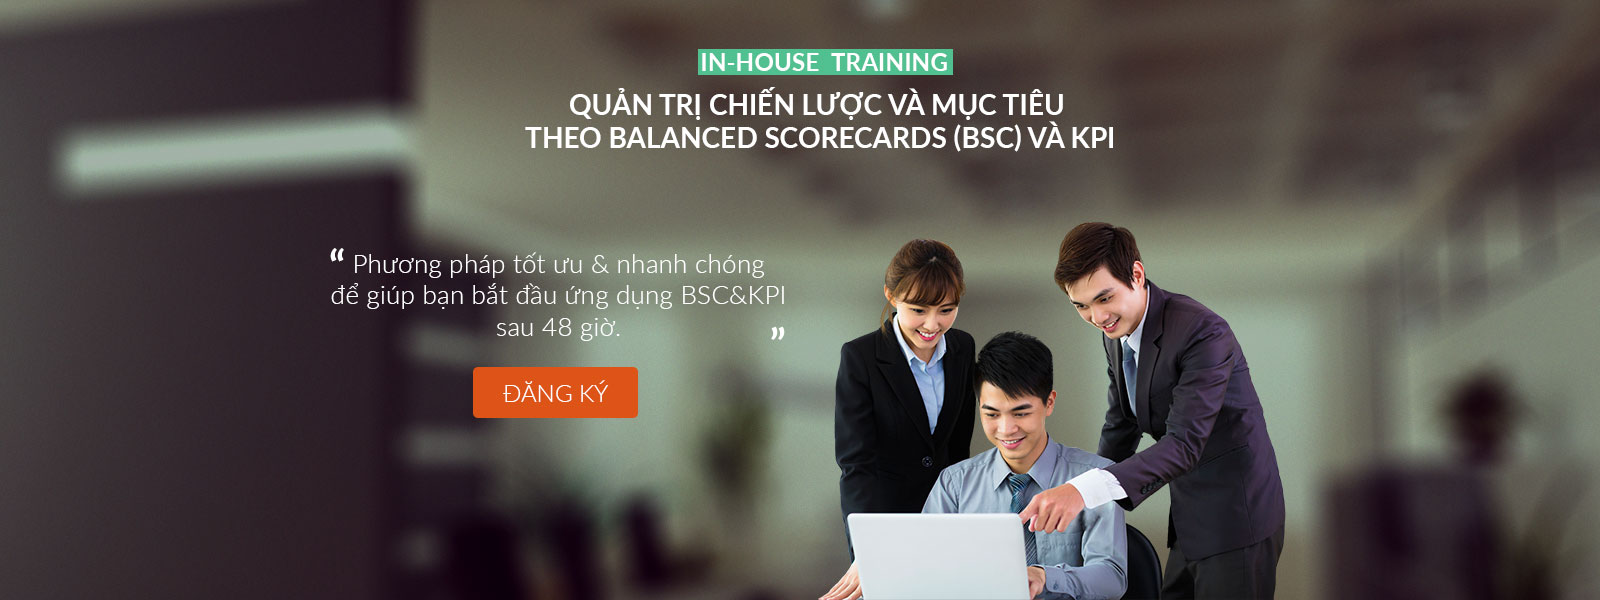 IN-HOUSE TRAINING
QUẢN TRỊ CHIẾN LƯỢC VÀ MỤC TIÊU
THEO BALANCED SCORECARDS (BSC) VÀ KPI
“ Phương pháp tốt ưu & nhanh chóng
để giúp bạn bắt đầu ứng dụng BSC&KPI
sau 48 giờ. ”
ĐĂNG KÝ